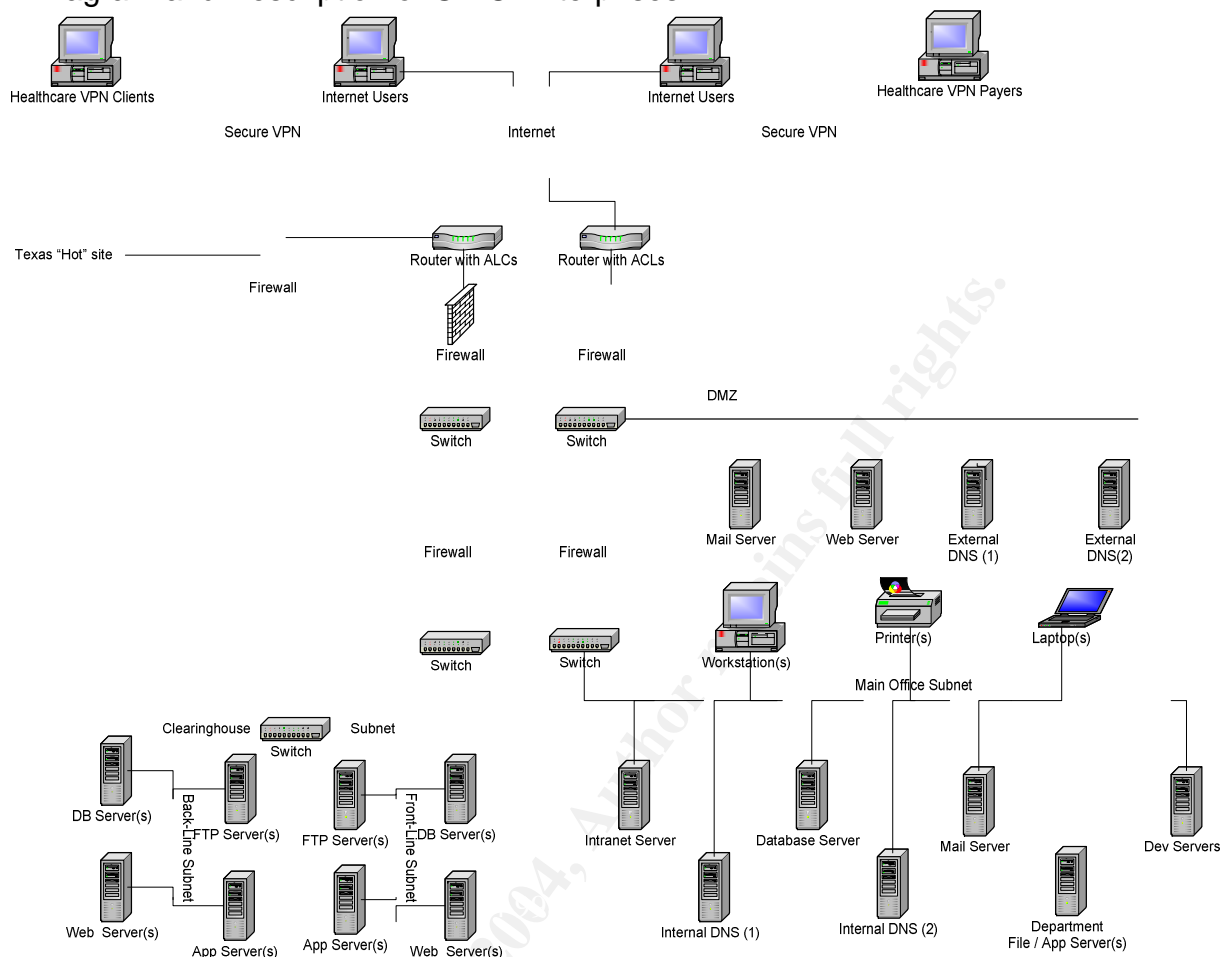 Healthcare VPN Clients
Internet Users
Internet Users
Healthcare VPN Payers
Secure VPN
Internet
Secure VPN
Texas “Hot” site
Router with ALCs
Router with ACLs
Firewall
Firewall
Firewall
DMZ
Switch
Switch
Mail Server
Web Server
External
DNS (1)
External
DNS(2)
Firewall
Firewall
Switch
Switch
Workstation(s)
Printer(s)
Laptop(s)
Main Office Subnet
Clearinghouse
Subnet
Switch
DB Server(s)
FTP Server(s)
FTP Server(s)
DB Server(s)
Back-Line Subnet
Front-Line Subnet
Web Server(s)
App Server(s)
App Server(s)
Web Server(s)
Intranet Server
Database Server
Mail Server
Dev Servers
Internal DNS (1)
Internal DNS (2)
Department
File / App Server(s)
2004, Author
full rights.